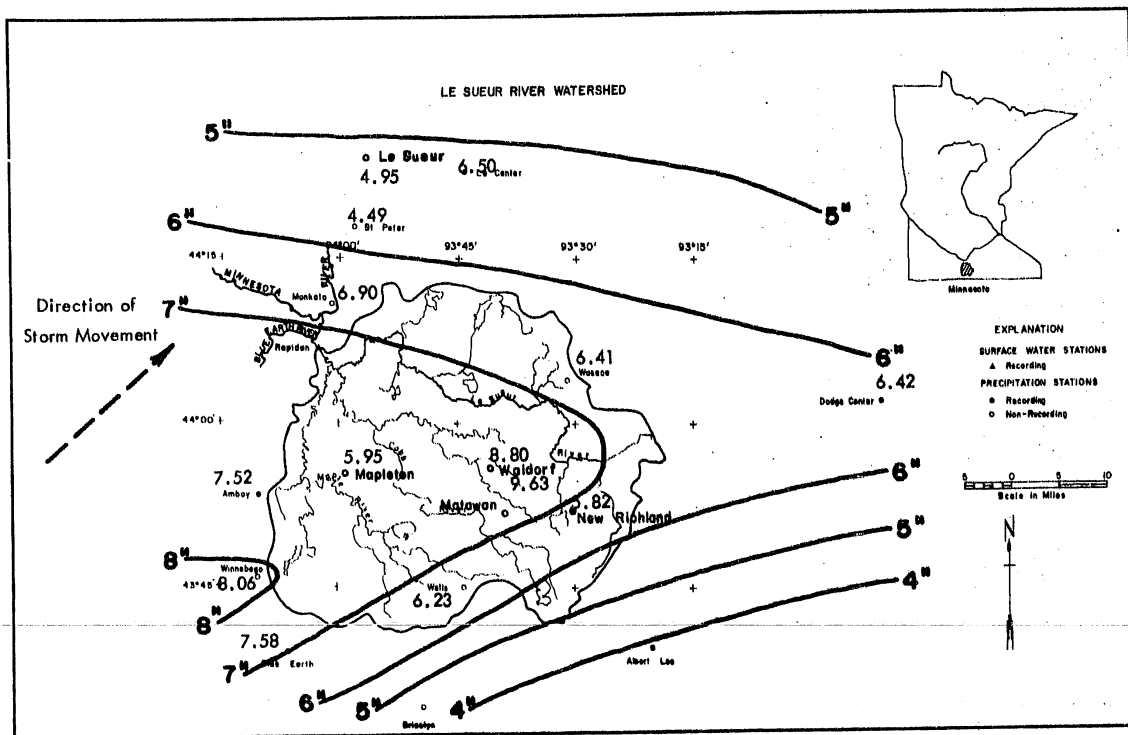 LE SUEUR RIVER WATERSHED
5"
Le Sueur
4.95
6.50
Center
5"
4.49
St Peter
6"
94°00'
93°45'
93°30'
93°15'
44°15'
MINNESOTA
RIVER
Mankato
6.90
7"
Direction of
Storm Movement
BLUE EARTH RIVER
Rapidan
6"
6.41
Waseca
6.42
Dodge Center
Le Sueur
River
44°00'
5.95
Mapleton
Cobb
Maple
River
8.80
Waldorf
9.63
7.52
Amboy
Matawan
.82
New Richland
6"
5"
4"
8"
Winnebago
43°45'
8.06
8"
Wells
6.23
7.58
Blue Earth
7"
6"
5"
4"
Albert Lea
Bricelyn
Minnesota
EXPLANATION
SURFACE WATER STATIONS
Recording
PRECIPITATION STATIONS
Recording
Non-Recording
5 0 10
Scale in Miles
N